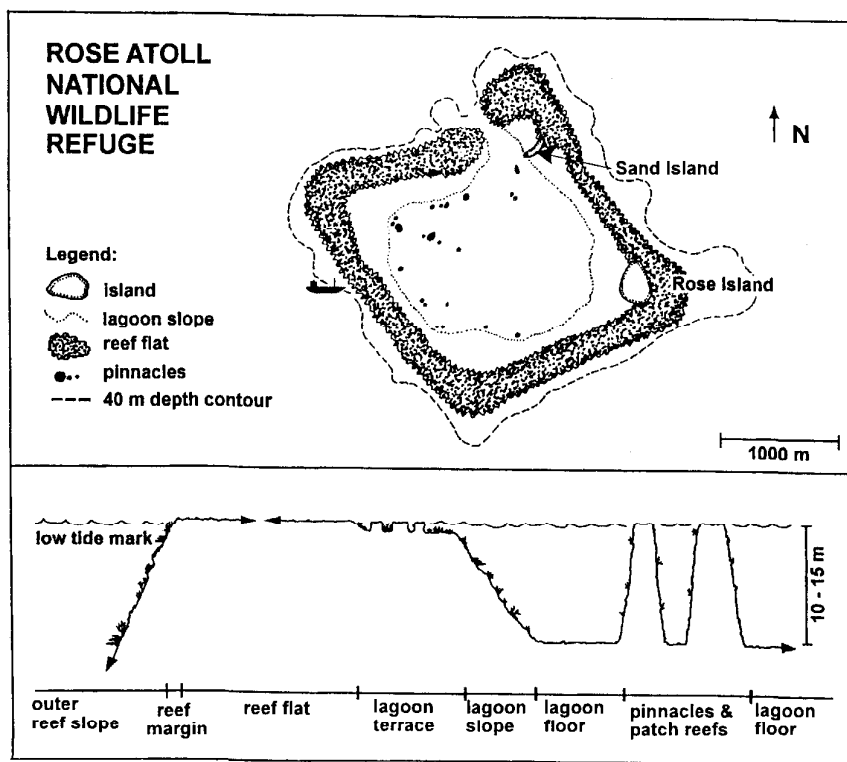 ROSE ATOLL
NATIONAL
WILDLIFE
REFUGE
N
Sand Island
Rose Island
Legend:
island
lagoon slope
reef flat
pinnacles
40 m depth contour
1000 m
low tide mark
10 - 15 m
outer
reef slope
reef
margin
reef flat
lagoon
terrace
lagoon
slope
lagoon
floor
pinnacles &
patch reefs
lagoon
floor